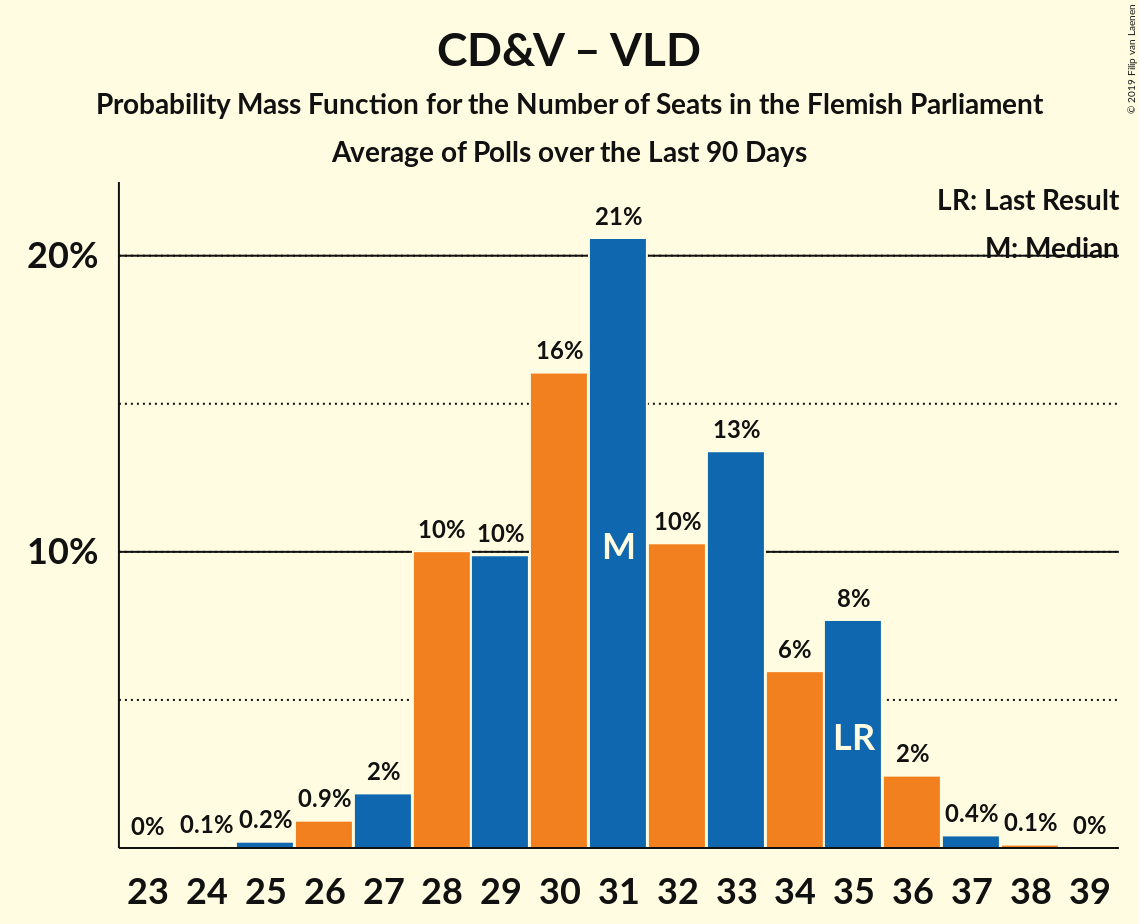 CD&V – VLD
Probability Mass Function for the Number of Seats in the Flemish Parliament
Average of Polls over the Last 90 Days
© 2019 Filip van Laenen
LR: Last Result
M: Median
20%
10%
0% 0.1% 0.2% 0.9% 2% 10% 10% 16% 21% 10% 13% 6% 8% 2% 0.4% 0.1% 0%
M
LR
23 24 25 26 27 28 29 30 31 32 33 34 35 36 37 38 39